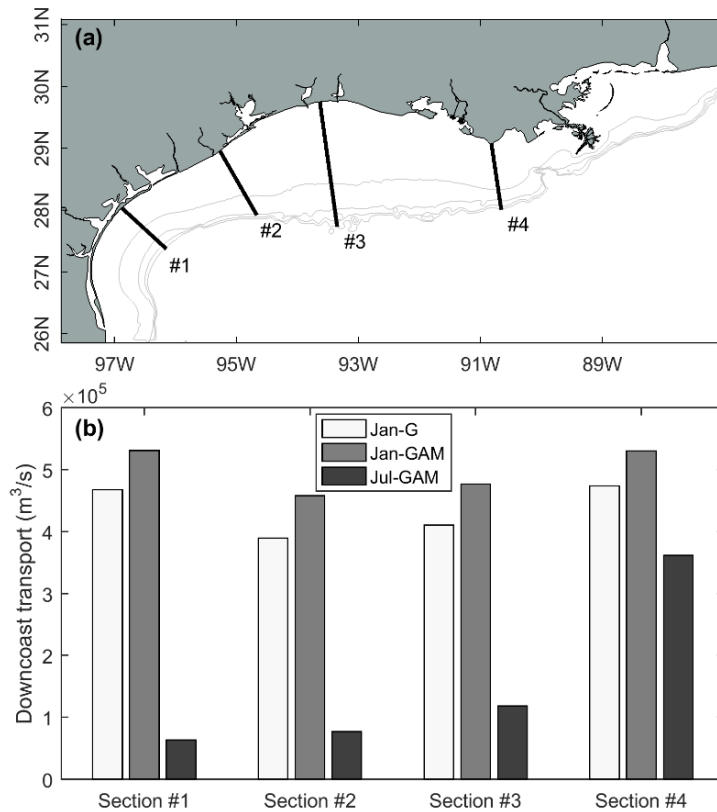 (a)
31N
30N
29N
28N
27N
26N
#1
#2
#3
#4
97W
95W
93W
91W
89W
×10⁵
(b)
Jan-G
Jan-GAM
Jul-GAM
Downcoast transport (m³/s)
6
5
4
3
2
1
0
Section #1
Section #2
Section #3
Section #4